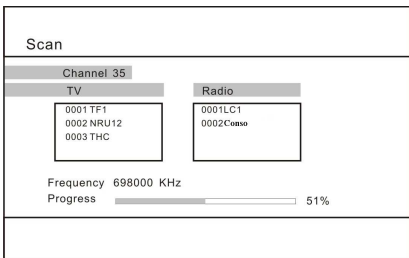 Scan
Channel 35
TV
Radio
0001 TF1
0002 NRU12
0003 THC
0001LC1
0002Conso
Frequency 698000 KHz
Progress 51%